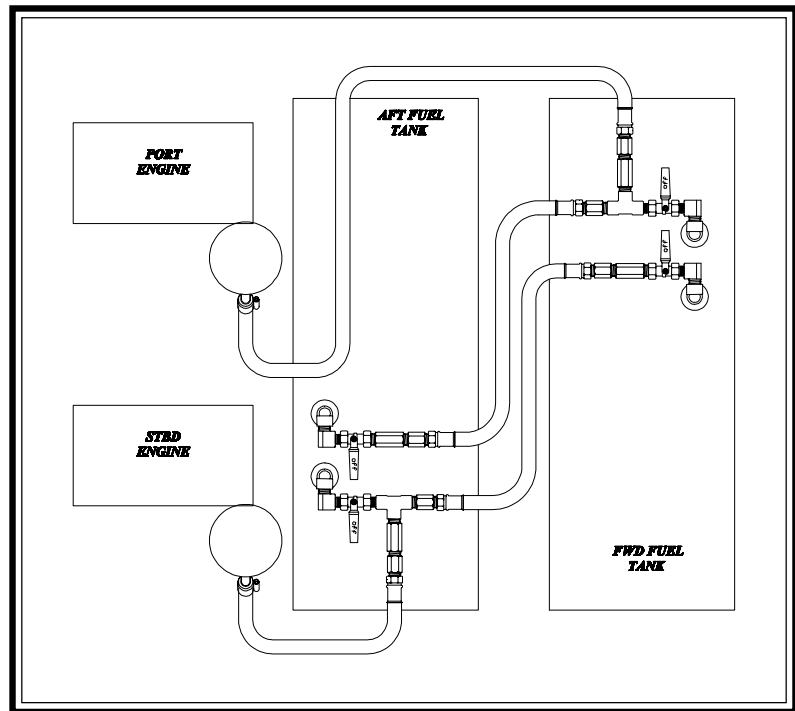 AFT FUEL
TANK
PORT
ENGINE
OFF
OFF
STBD
ENGINE
OFF
OFF
FWD FUEL
TANK